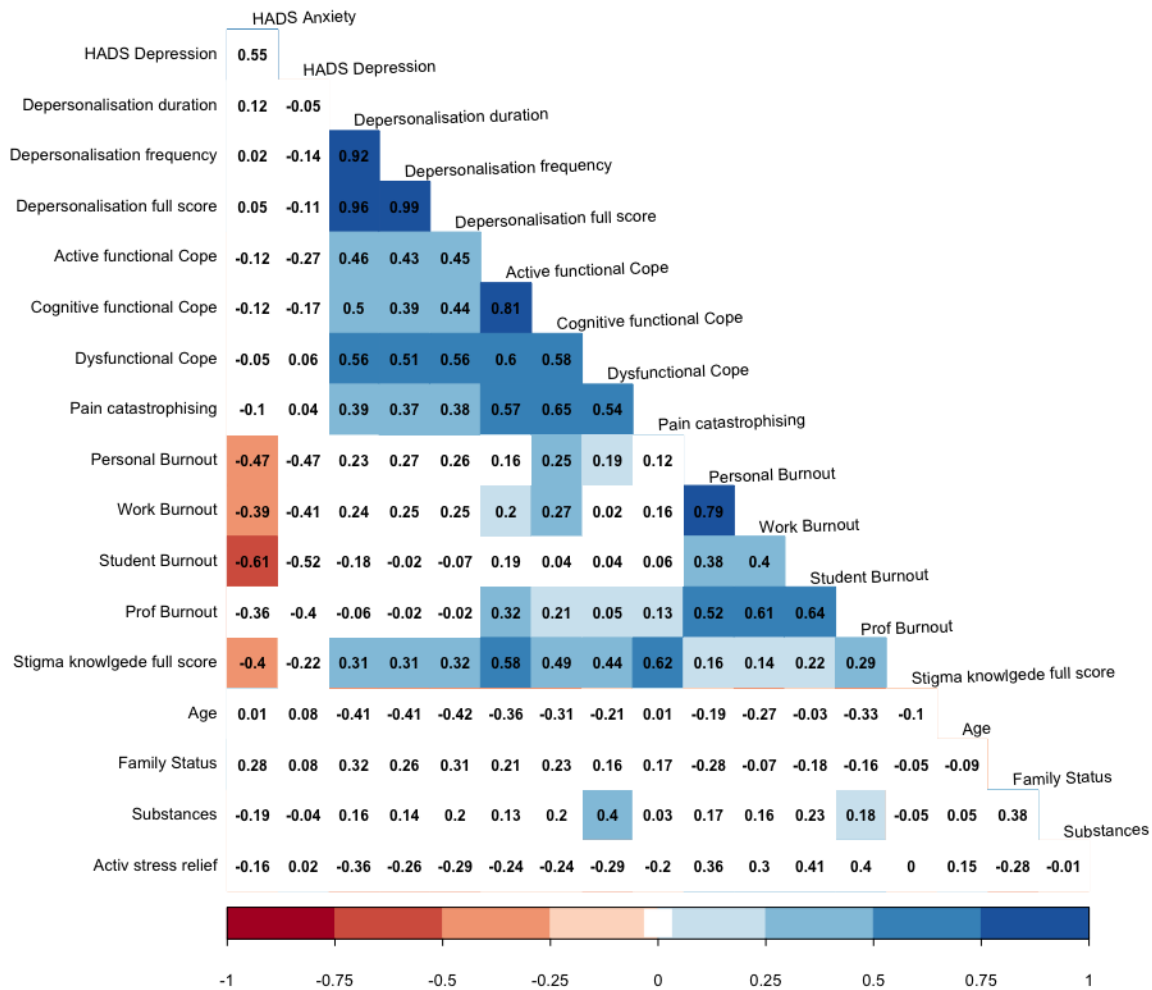 HADS Anxiety
HADS Depression 0.55
HADS Depression
Depersonalisation duration 0.12 -0.05
Depersonalisation duration
Depersonalisation frequency 0.02 -0.14 0.92
Depersonalisation frequency
Depersonalisation full score 0.05 -0.11 0.96 0.99
Depersonalisation full score
Active functional Cope -0.12 -0.27 0.46 0.43 0.45
Active functional Cope
Cognitive functional Cope -0.12 -0.17 0.5 0.39 0.44 0.81
Cognitive functional Cope
Dysfunctional Cope -0.05 0.06 0.56 0.51 0.56 0.6 0.58
Dysfunctional Cope
Pain catastrophising -0.1 0.04 0.39 0.37 0.38 0.57 0.65 0.54
Pain catastrophising
Personal Burnout -0.47 -0.47 0.23 0.27 0.26 0.16 0.25 0.19 0.12
Personal Burnout
Work Burnout -0.39 -0.41 0.24 0.25 0.25 0.2 0.27 0.02 0.16 0.79
Work Burnout
Student Burnout -0.61 -0.52 -0.18 -0.02 -0.07 0.19 0.04 0.04 0.06 0.38 0.4
Student Burnout
Prof Burnout -0.36 -0.4 -0.06 -0.02 -0.02 0.32 0.21 0.05 0.13 0.52 0.61 0.64
Prof Burnout
Stigma knowlgede full score -0.4 -0.22 0.31 0.31 0.32 0.58 0.49 0.44 0.62 0.16 0.14 0.22 0.29
Stigma knowlgede full score
Age 0.01 0.08 -0.41 -0.41 -0.42 -0.36 -0.31 -0.21 0.01 -0.19 -0.27 -0.03 -0.33 -0.1
Age
Family Status 0.28 0.08 0.32 0.26 0.31 0.21 0.23 0.16 0.17 -0.28 -0.07 -0.18 -0.16 -0.05 -0.09
Family Status
Substances -0.19 -0.04 0.16 0.14 0.2 0.13 0.2 0.4 0.03 0.17 0.16 0.23 0.18 -0.05 0.05 0.38
Substances
Activ stress relief -0.16 0.02 -0.36 -0.26 -0.29 -0.24 -0.24 -0.29 -0.2 0.36 0.3 0.41 0.4 0 0.15 -0.28 -0.01
-1 -0.75 -0.5 -0.25 0 0.25 0.5 0.75 1